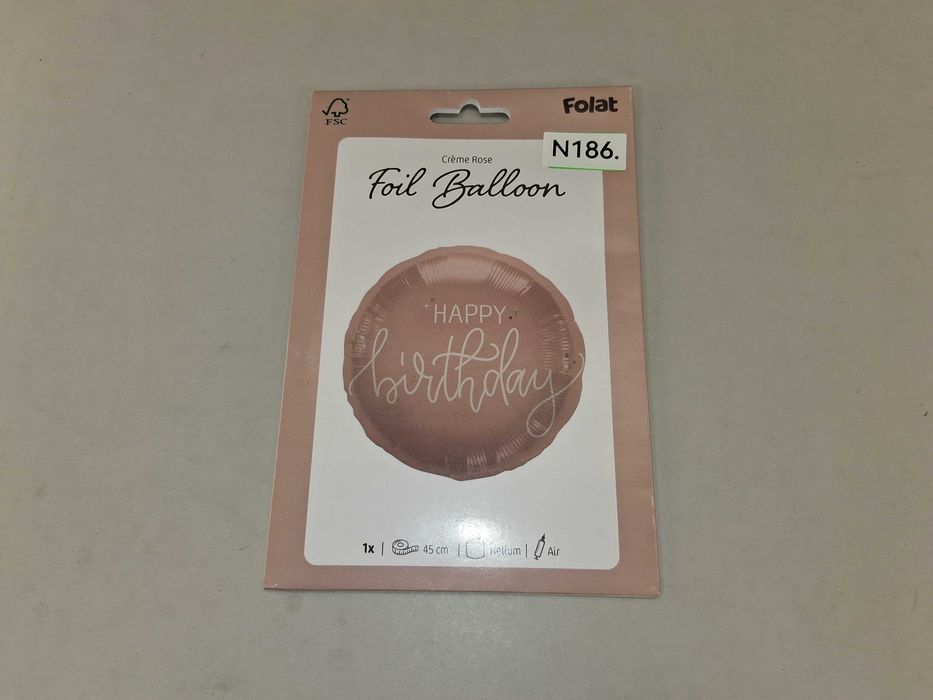 FSC
Folat
N186.
Crème Rose
Foil Balloon
HAPPY
birthday
1x | 45 cm | Helium | Air